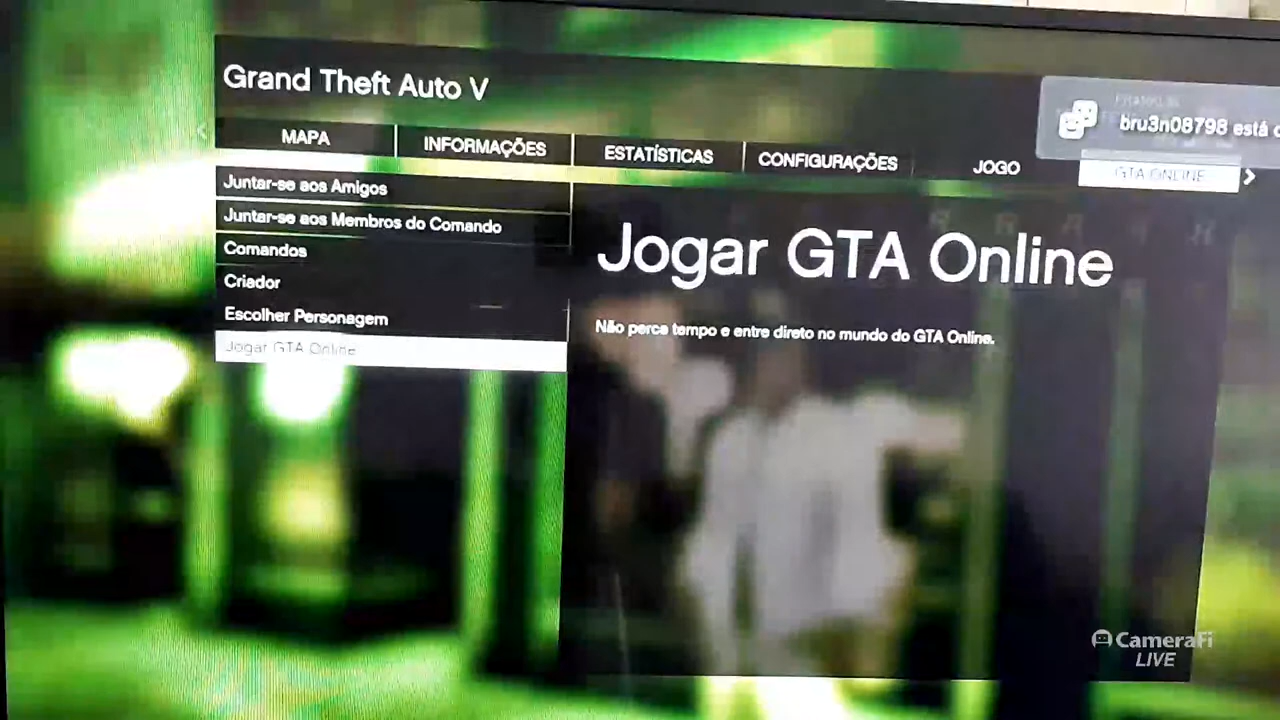 Grand Theft Auto V
bru3n08798 está
MAPA
INFORMAÇÕES
ESTATÍSTICAS
CONFIGURAÇÕES
JOGO
GTA ONLINE
Juntar-se aos Amigos
Juntar-se aos Membros do Comando
Comandos
Criador
Escolher Personagem
Jogar GTA Online
Jogar GTA Online
Não perca tempo e entre direto no mundo do GTA Online.
CameraFi
LIVE